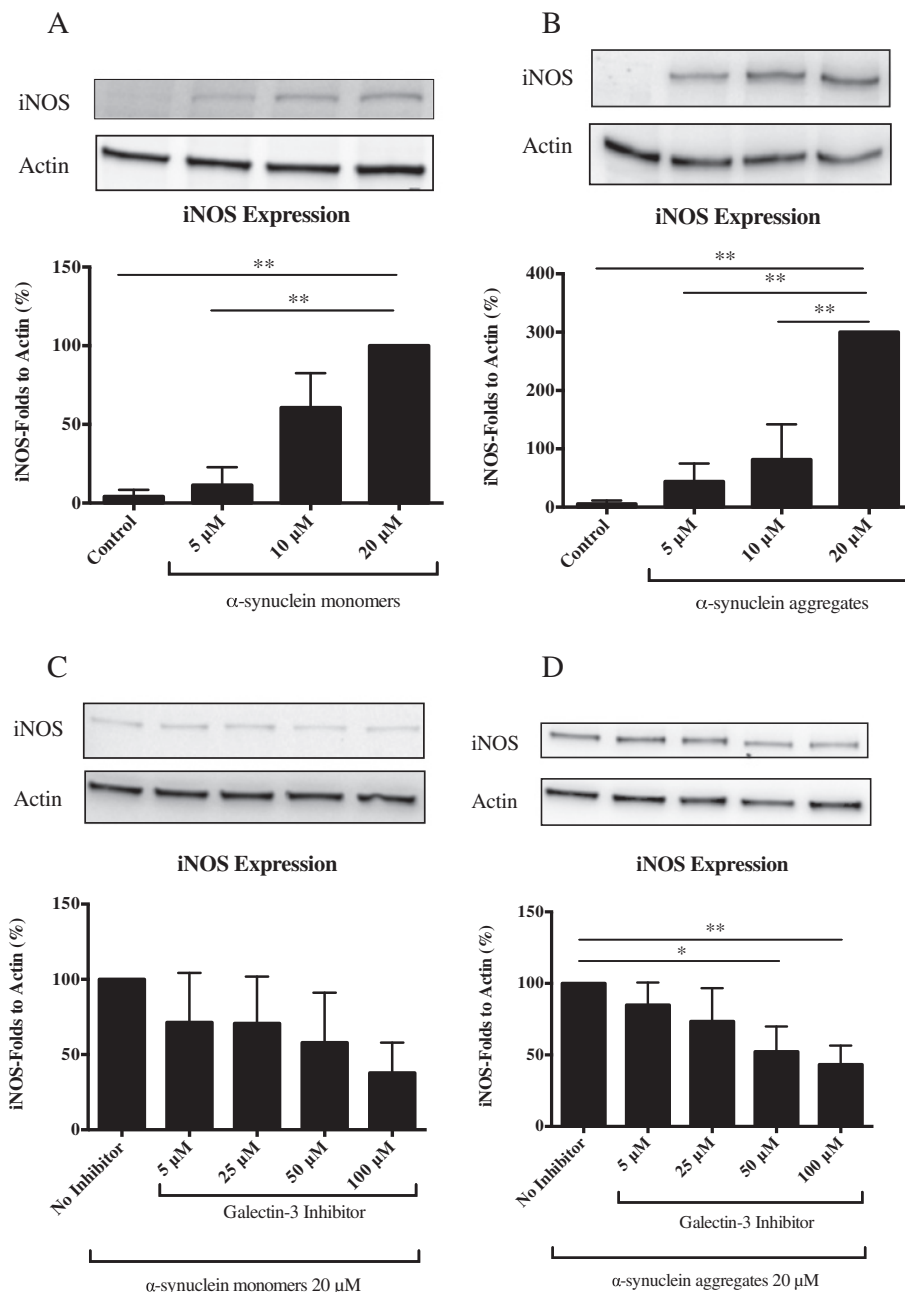 A
iNOS
Actin
iNOS Expression
iNOS-Folds to Actin (%)
150
100
50
0
**
**
Control
5 μM
10 μM
20 μM
α-synuclein monomers
B
iNOS
Actin
iNOS Expression
iNOS-Folds to Actin (%)
400
300
200
100
0
**
**
**
Control
5 μM
10 μM
20 μM
α-synuclein aggregates
C
iNOS
Actin
iNOS Expression
iNOS-Folds to Actin (%)
150
100
50
0
No Inhibitor
5 μM
25 μM
50 μM
100 μM
Galectin-3 Inhibitor
α-synuclein monomers 20 μM
D
iNOS
Actin
iNOS Expression
iNOS-Folds to Actin (%)
150
100
50
0
**
*
No Inhibitor
5 μM
25 μM
50 μM
100 μM
Galectin-3 Inhibitor
α-synuclein aggregates 20 μM